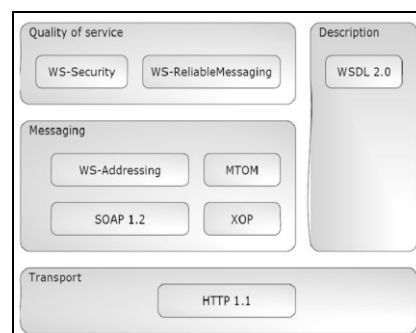 Quality of service
WS-Security
WS-ReliableMessaging
Description
WSDL 2.0
Messaging
WS-Addressing
MTOM
SOAP 1.2
XOP
Transport
HTTP 1.1